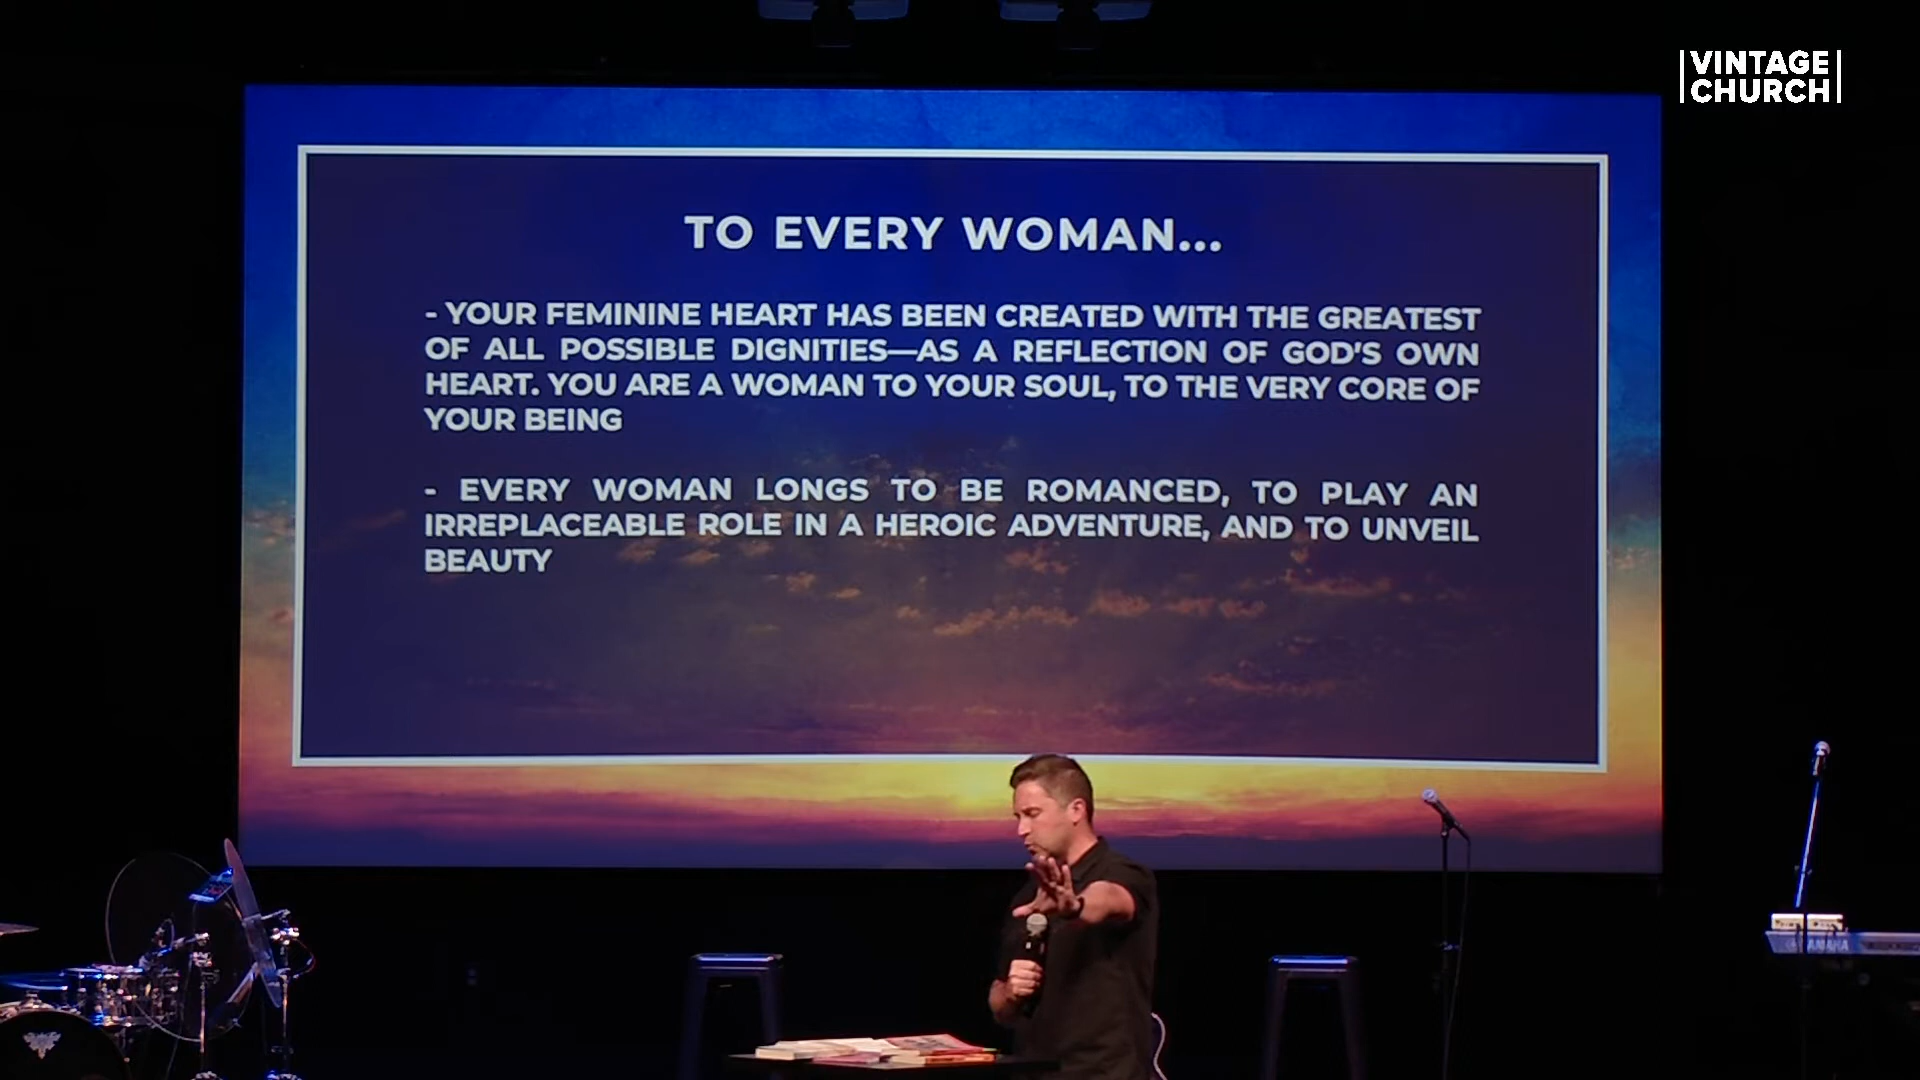 VINTAGE
CHURCH
TO EVERY WOMAN...
- YOUR FEMININE HEART HAS BEEN CREATED WITH THE GREATEST
OF ALL POSSIBLE DIGNITIES—AS A REFLECTION OF GOD'S OWN
HEART. YOU ARE A WOMAN TO YOUR SOUL, TO THE VERY CORE OF
YOUR BEING
- EVERY WOMAN LONGS TO BE ROMANCED, TO PLAY AN
IRREPLACEABLE ROLE IN A HEROIC ADVENTURE, AND TO UNVEIL
BEAUTY
YAMAHA